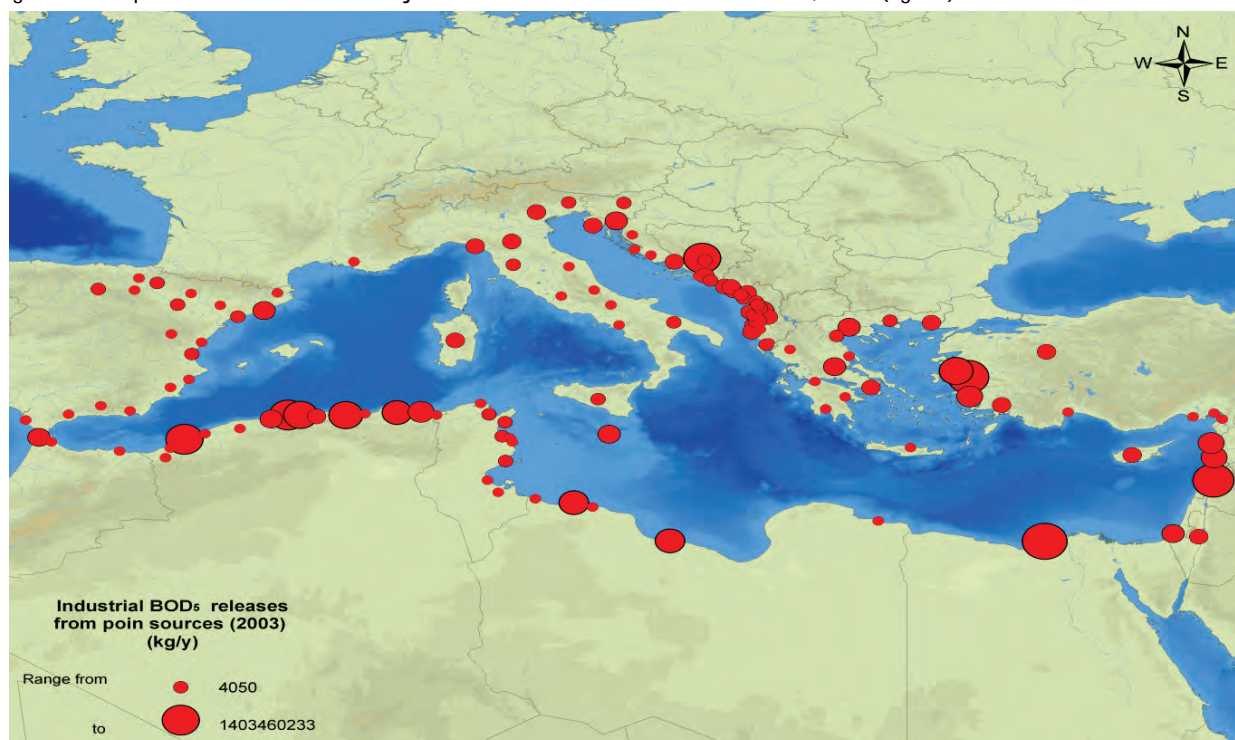 N
W E
S
Industrial BOD₅ releases
from poin sources (2003)
(kg/y)
Range from 4050
to 1403460233